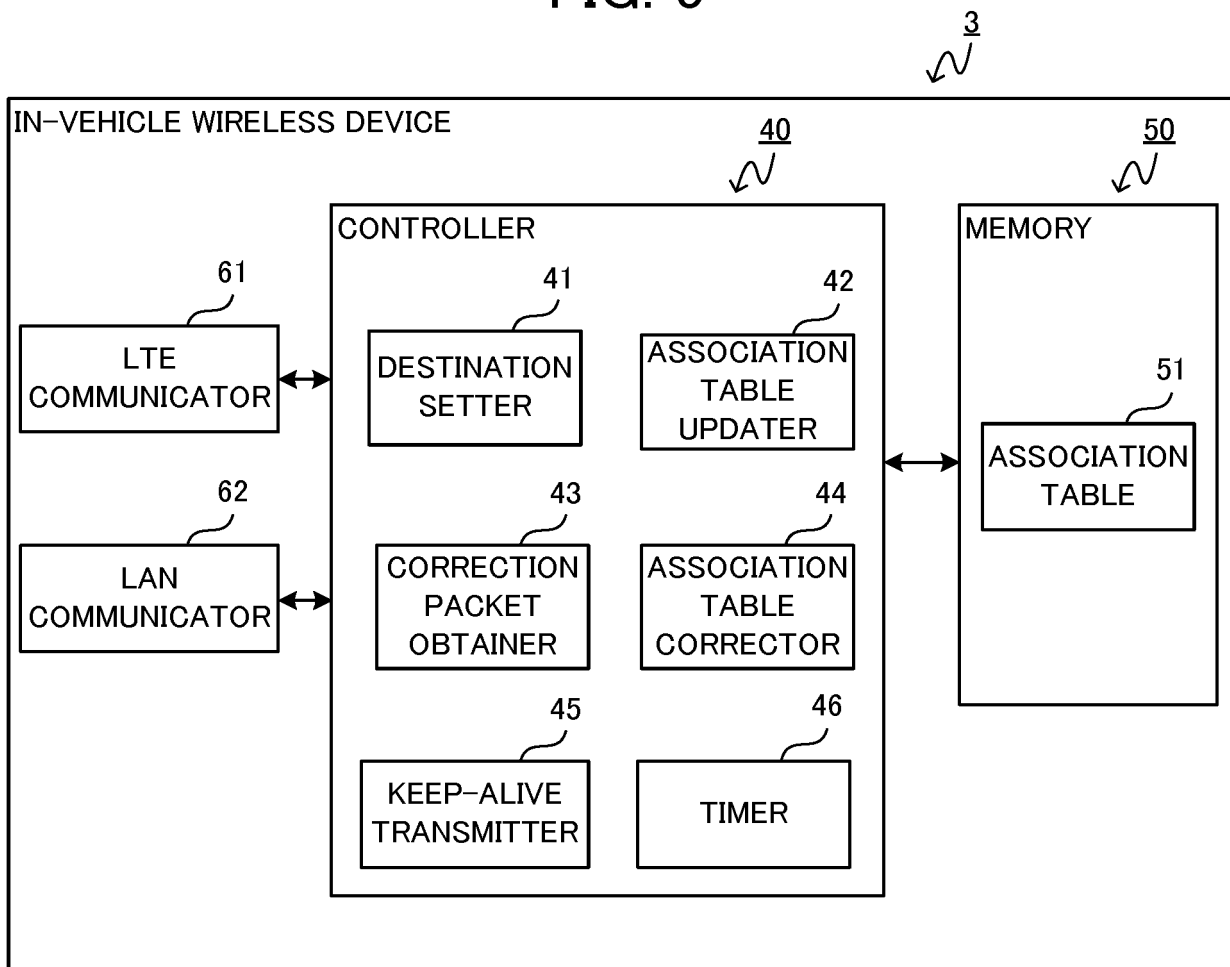 3
IN-VEHICLE WIRELESS DEVICE
40
50
CONTROLLER
MEMORY
61
LTE
COMMUNICATOR
41
DESTINATION
SETTER
42
ASSOCIATION
TABLE
UPDATER
51
ASSOCIATION
TABLE
62
LAN
COMMUNICATOR
43
CORRECTION
PACKET
OBTAINER
44
ASSOCIATION
TABLE
CORRECTOR
45
KEEP-ALIVE
TRANSMITTER
46
TIMER